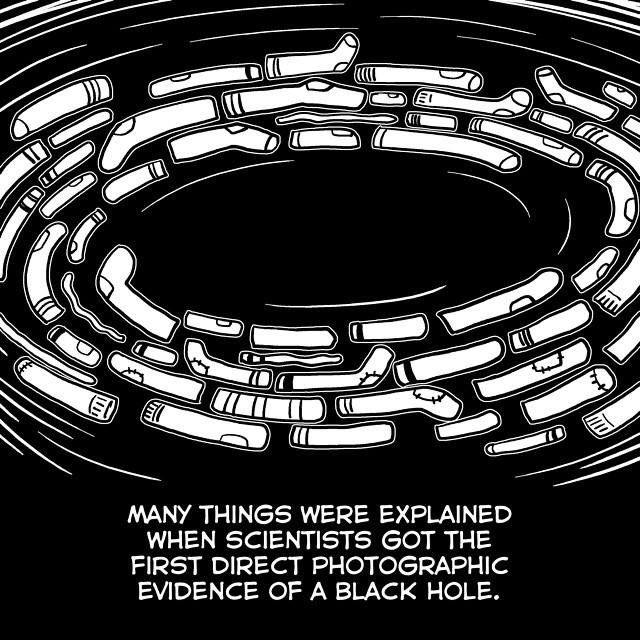 MANY THINGS WERE EXPLAINED
WHEN SCIENTISTS GOT THE
FIRST DIRECT PHOTOGRAPHIC
EVIDENCE OF A BLACK HOLE.